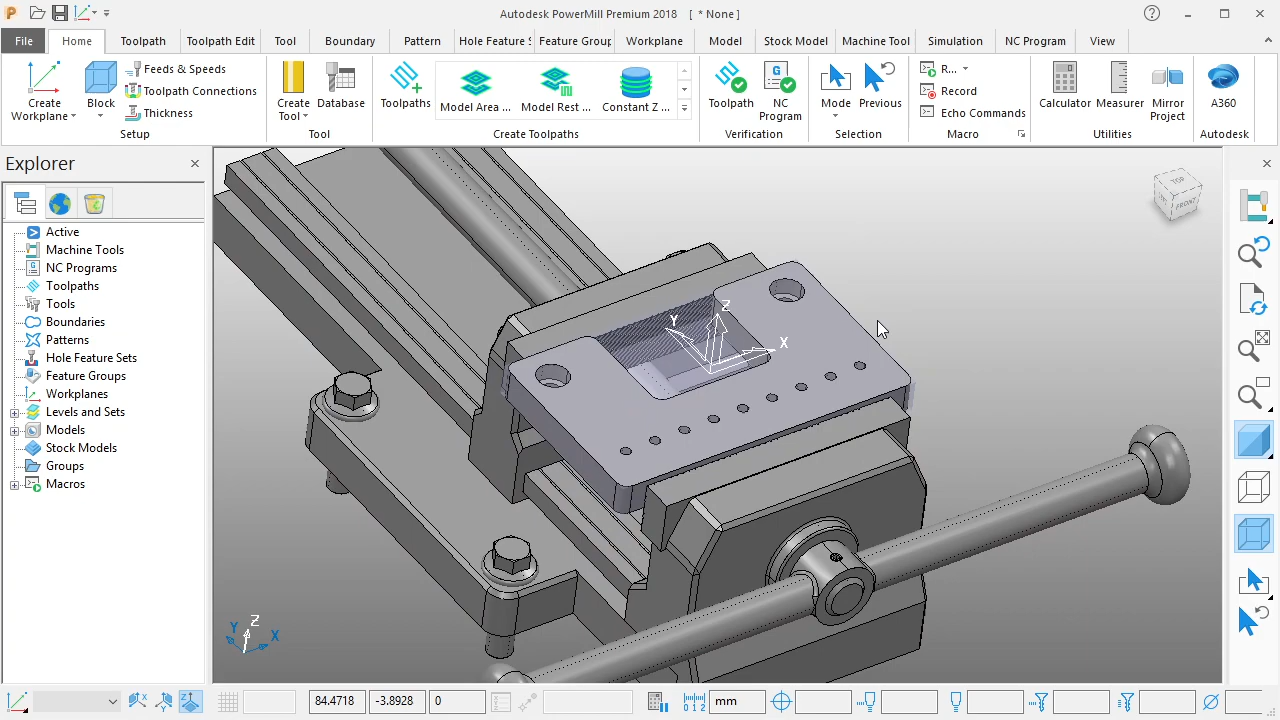 Autodesk PowerMill Premium 2018 [ * None ]
File Home Toolpath Toolpath Edit Tool Boundary Pattern Hole Feature S Feature Group Workplane Model Stock Model Machine Tool Simulation NC Program View
Create Workplane
Block
Feeds & Speeds
Toolpath Connections
Thickness
Setup
Create Tool
Database
Tool
Toolpaths
Model Area ...
Model Rest ...
Constant Z ...
Create Toolpaths
Toolpath
NC Program
Verification
Mode
Previous
Selection
R...
Record
Echo Commands
Macro
Calculator
Measurer
Mirror Project
Utilities
A360
Autodesk
Explorer
Active
Machine Tools
NC Programs
Toolpaths
Tools
Boundaries
Patterns
Hole Feature Sets
Feature Groups
Workplanes
Levels and Sets
Models
Stock Models
Groups
Macros
TOP
FRONT
Z
Y
X
Z
Y
X
84.4718 -3.8928 0 mm